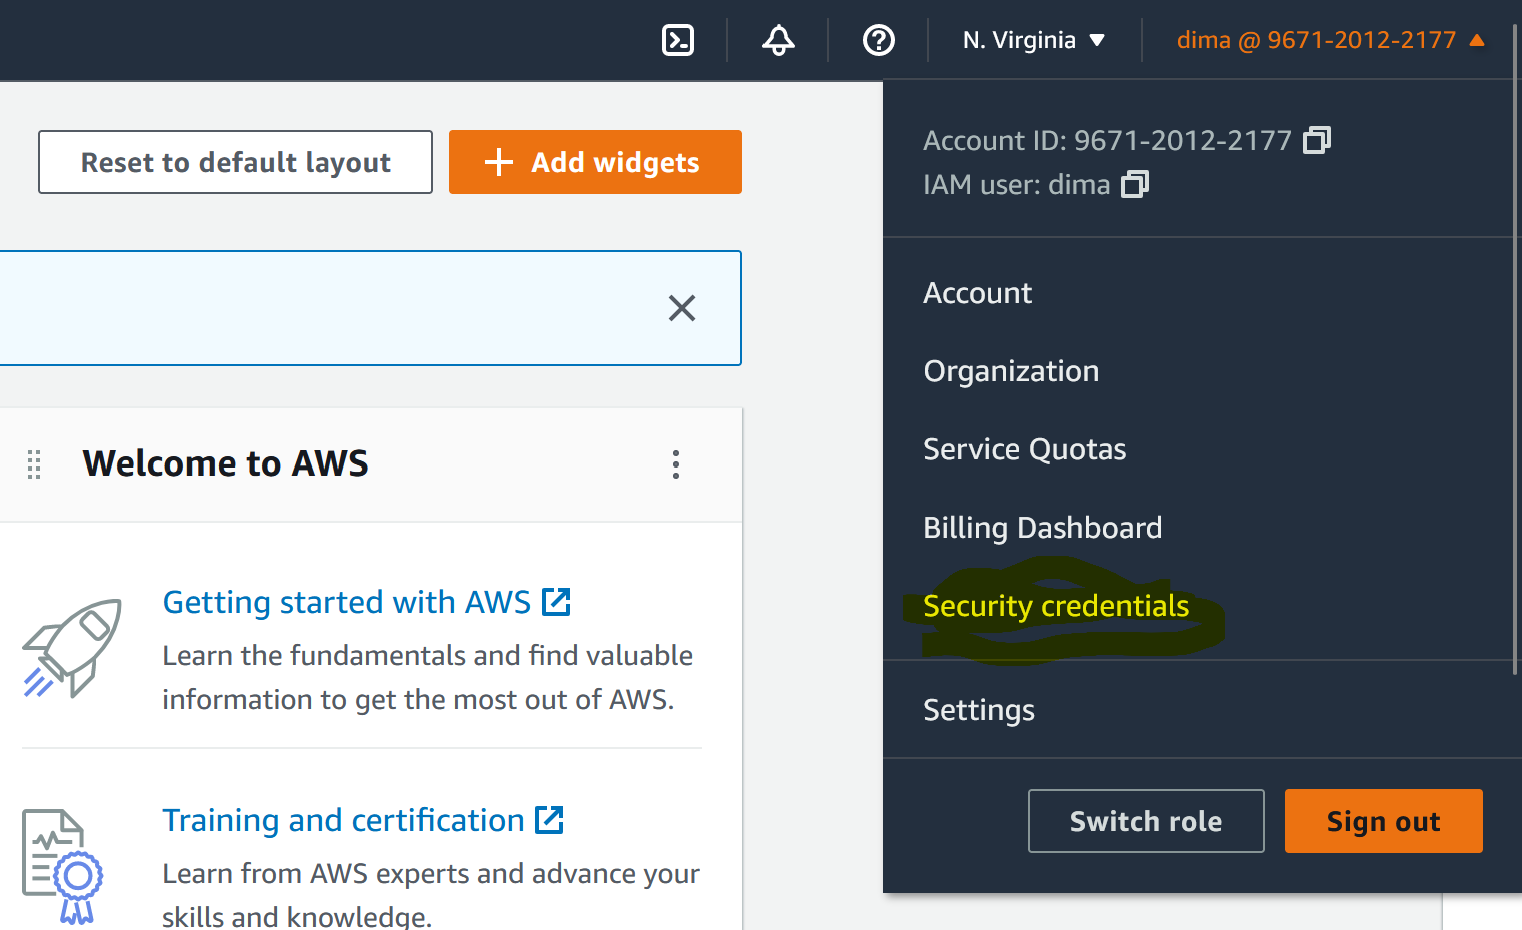 N. Virginia
dima @ 9671-2012-2177
Reset to default layout
Add widgets
Account ID: 9671-2012-2177
IAM user: dima
Account
Organization
Service Quotas
Billing Dashboard
Security credentials
Settings
Switch role
Sign out
Welcome to AWS
Getting started with AWS
Learn the fundamentals and find valuable
information to get the most out of AWS.
Training and certification
Learn from AWS experts and advance your
skills and knowledge.